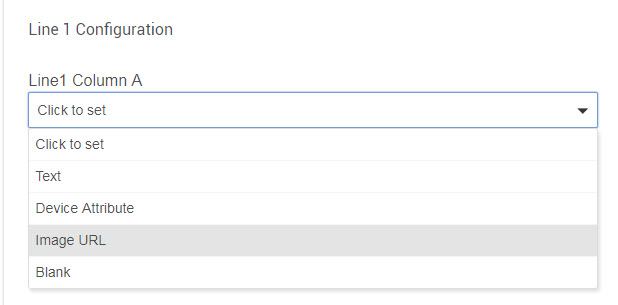 Line 1 Configuration
Line1 Column A
Click to set
Click to set
Text
Device Attribute
Image URL
Blank